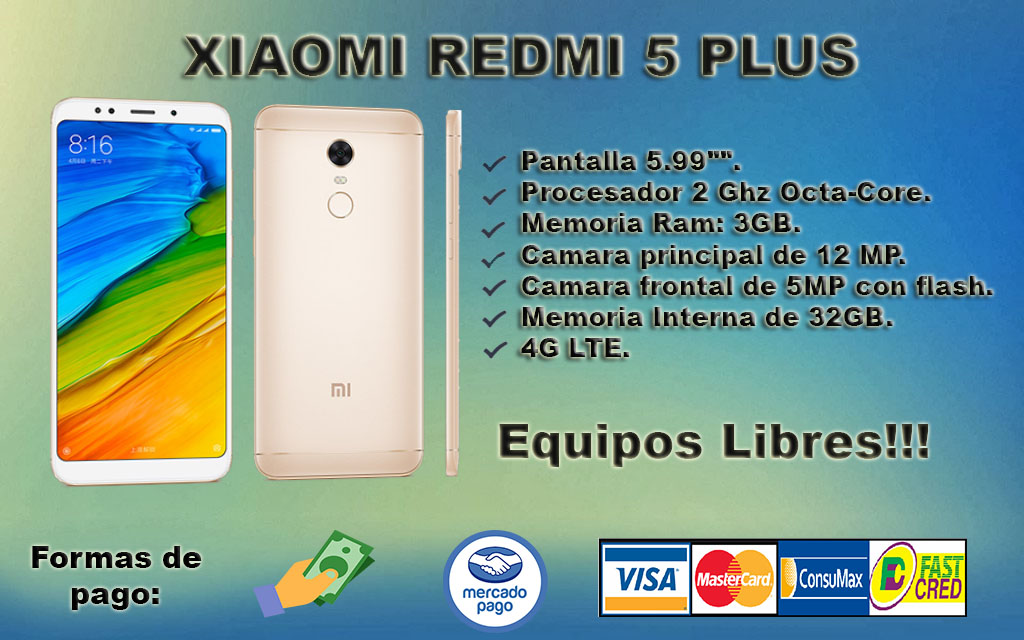 XIAOMI REDMI 5 PLUS
8:16
Pantalla 5.99"".
Procesador 2 Ghz Octa-Core.
Memoria Ram: 3GB.
Camara principal de 12 MP.
Camara frontal de 5MP con flash.
Memoria Interna de 32GB.
4G LTE.
MI
Equipos Libres!!!
Formas de
pago:
mercado
pago
VISA
MasterCard
ConsuMax
FAST
CRED